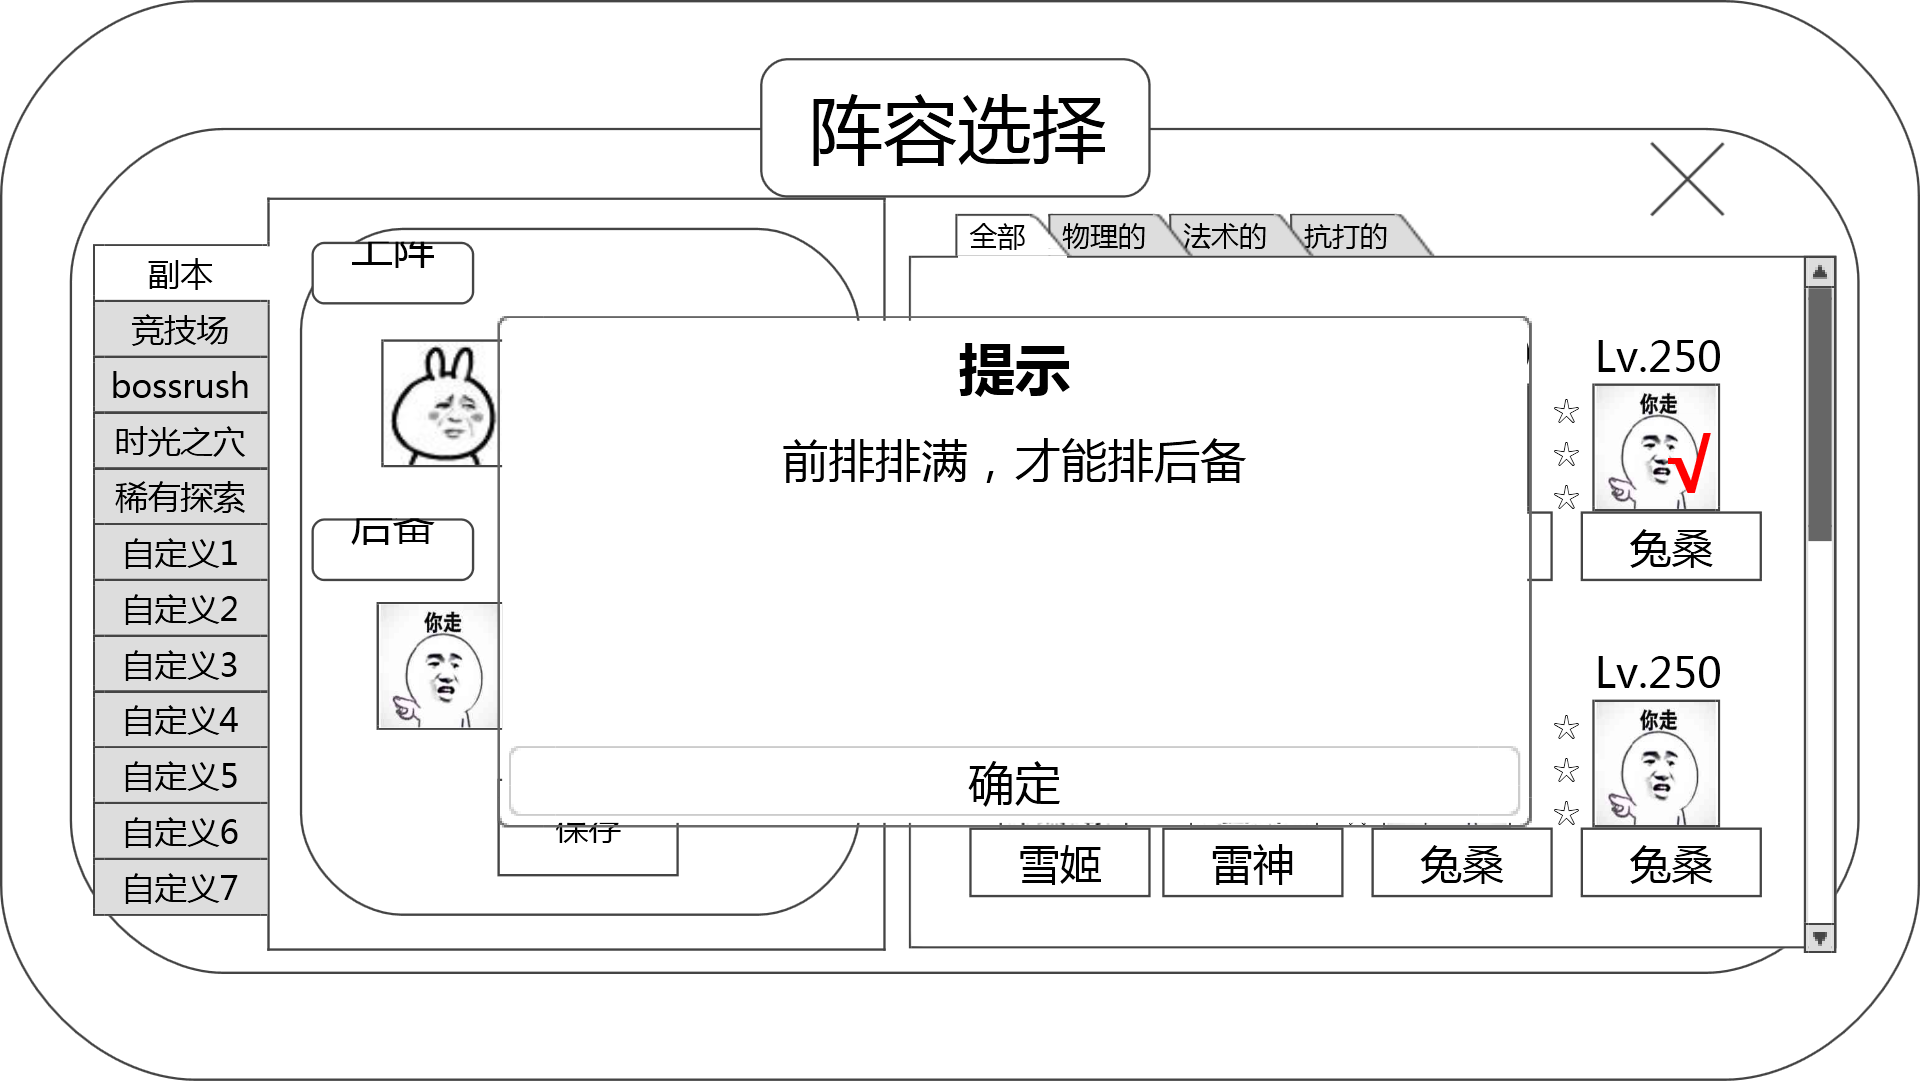 阵容选择
全部
物理的
法术的
抗打的
副本
竞技场
bossrush
时光之穴
稀有探索
自定义1
自定义2
自定义3
自定义4
自定义5
自定义6
自定义7
上阵
后备
你走
保存
提示
前排排满，才能排后备
确定
Lv.250
☆
☆
☆
你走
√
兔桑
Lv.250
☆
☆
☆
你走
雪姬
雷神
兔桑
兔桑